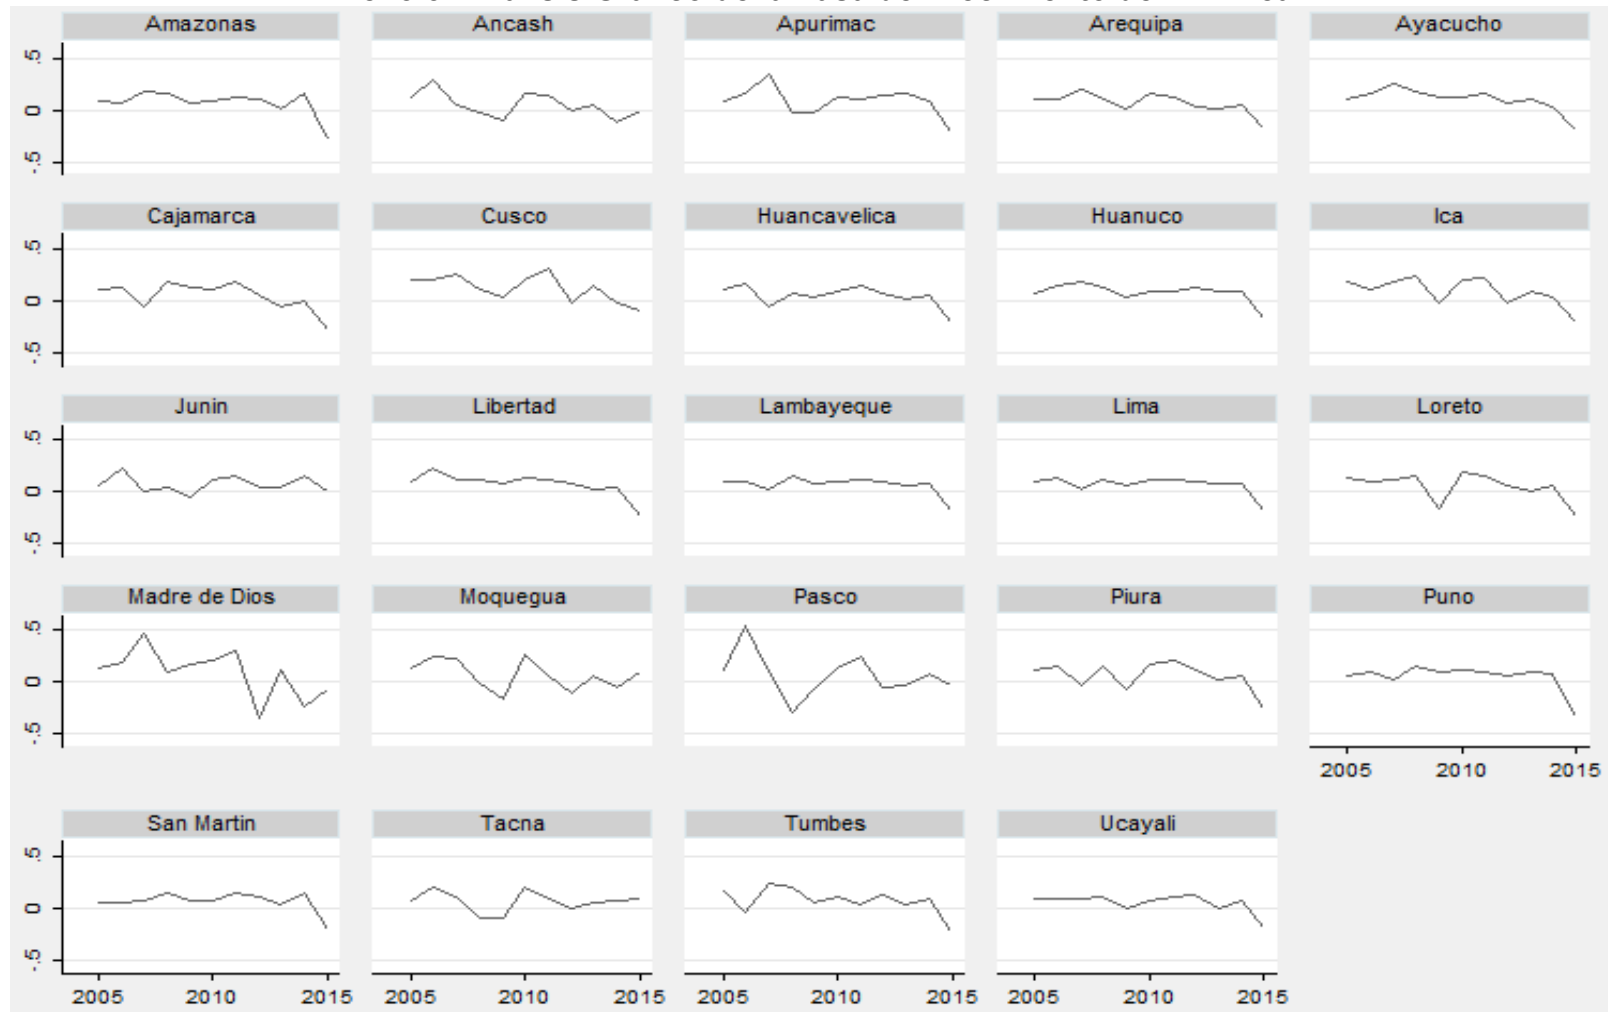 Amazonas Ancash Apurimac Arequipa Ayacucho
.5
0
-.5
Cajamarca Cusco Huancavelica Huanuco Ica
.5
0
-.5
Junin Libertad Lambayeque Lima Loreto
.5
0
-.5
Madre de Dios Moquegua Pasco Piura Puno
.5
0
-.5
2005 2010 2015
San Martin Tacna Tumbes Ucayali
.5
0
-.5
2005 2010 2015 2005 2010 2015 2005 2010 2015 2005 2010 2015